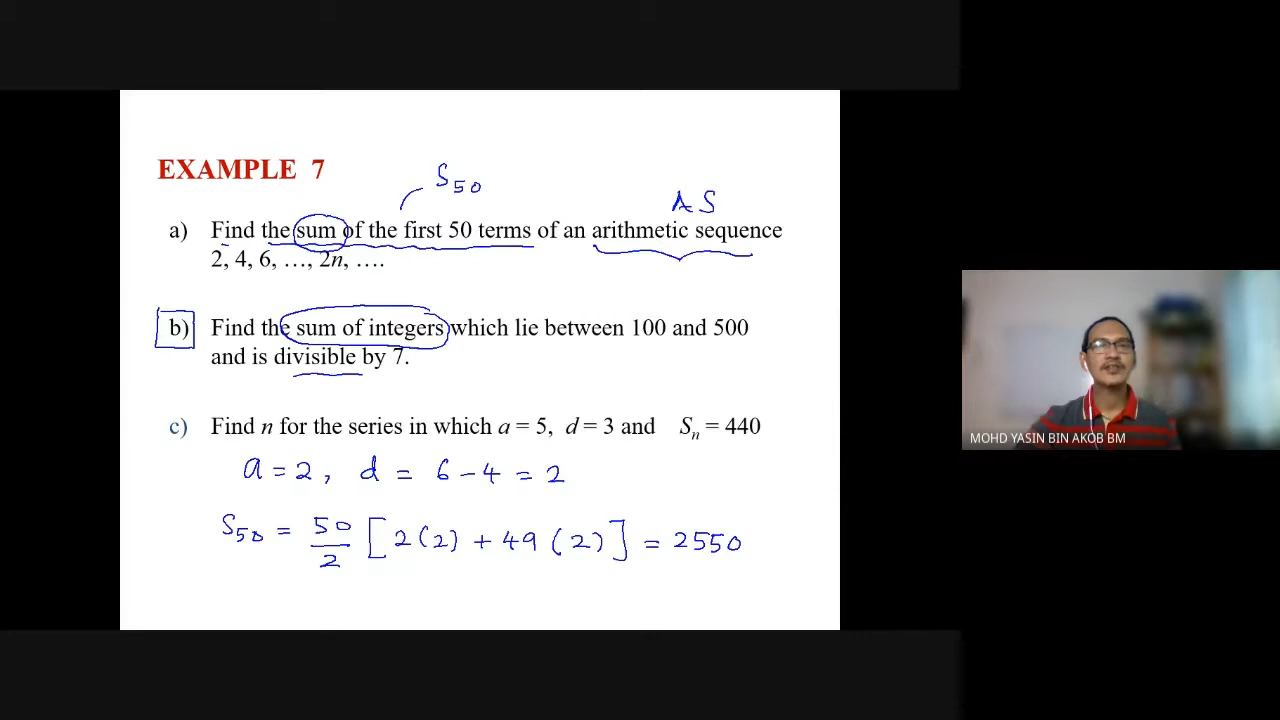 EXAMPLE 7
S50
AS
a) Find the sum of the first 50 terms of an arithmetic sequence
2, 4, 6, …, 2n, ….
b) Find the sum of integers which lie between 100 and 500
and is divisible by 7.
c) Find n for the series in which a = 5, d = 3 and Sn = 440
a = 2, d = 6 - 4 = 2
S50 = 50/2 [2(2) + 49(2)] = 2550
MOHD YASIN BIN AKOB BM